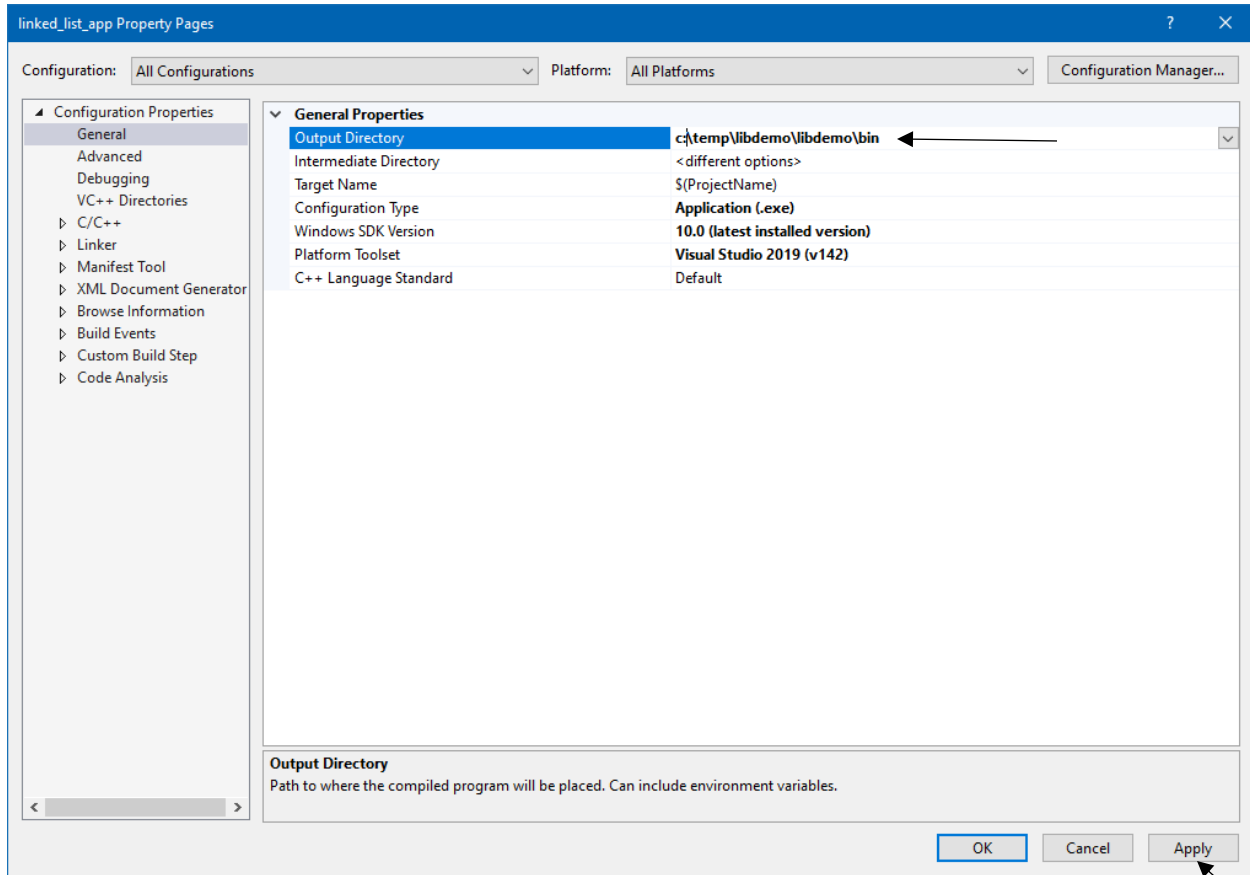 linked_list_app Property Pages ? ×
Configuration: All Configurations Platform: All Platforms Configuration Manager...
Configuration Properties
General
Advanced
Debugging
VC++ Directories
C/C++
Linker
Manifest Tool
XML Document Generator
Browse Information
Build Events
Custom Build Step
Code Analysis
General Properties
Output Directory c:\temp\libdemo\libdemo\bin
Intermediate Directory <different options>
Target Name $(ProjectName)
Configuration Type Application (.exe)
Windows SDK Version 10.0 (latest installed version)
Platform Toolset Visual Studio 2019 (v142)
C++ Language Standard Default
Output Directory
Path to where the compiled program will be placed. Can include environment variables.
OK Cancel Apply